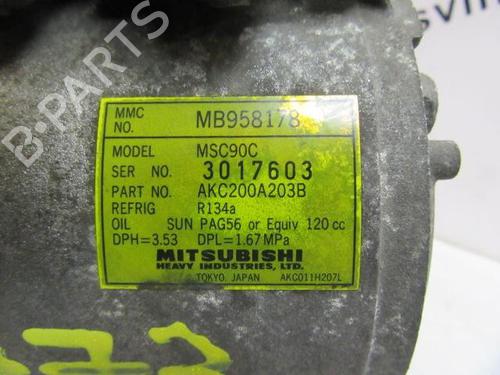 MMC NO. MB958178
MODEL MSC90C
SER NO. 3017603
PART NO. AKC200A203B
REFRIG R134a
OIL SUN PAG56 or Equiv 120 cc
DPH=3.53 DPL=1.67 MPa
MITSUBISHI
HEAVY INDUSTRIES, LTD.
TOKYO, JAPAN AKC011H207L
B-PARTS